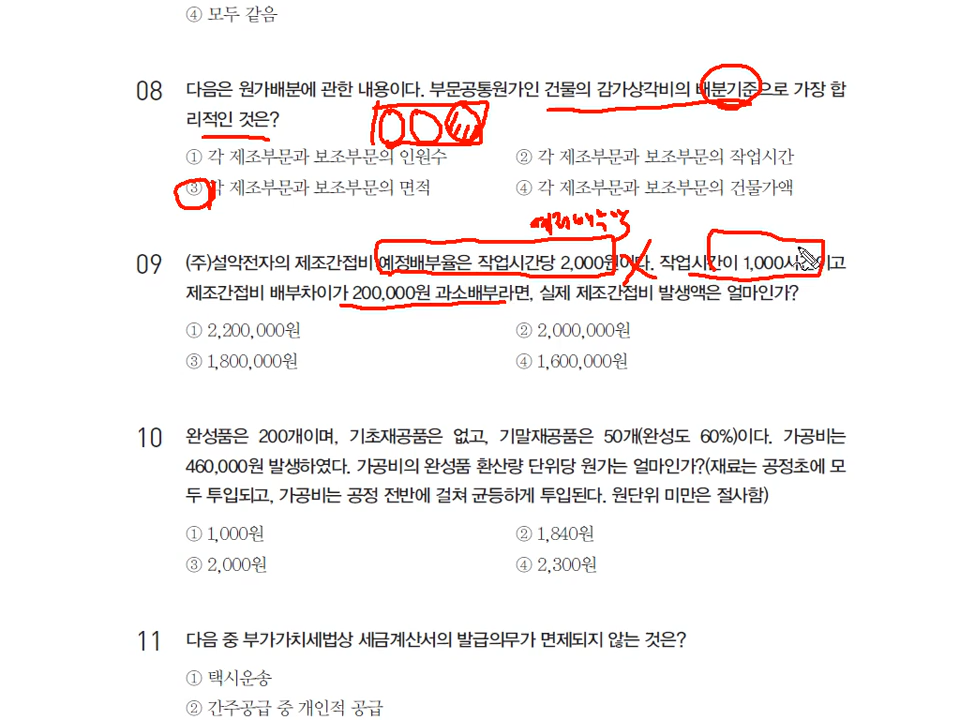 ④ 모두 같음
08 다음은 원가배분에 관한 내용이다. 부문공통원가인 건물의 감가상각비의 배분기준으로 가장 합
리적인 것은?
① 각 제조부문과 보조부문의 인원수 ② 각 제조부문과 보조부문의 작업시간
③ 각 제조부문과 보조부문의 면적 ④ 각 제조부문과 보조부문의 건물가액
09 (주)설악전자의 제조간접비 예정배부율은 작업시간당 2,000원이다. 작업시간이 1,000시간이고
제조간접비 배부차이가 200,000원 과소배부라면, 실제 제조간접비 발생액은 얼마인가?
① 2,200,000원 ② 2,000,000원
③ 1,800,000원 ④ 1,600,000원
10 완성품은 200개이며, 기초재공품은 없고, 기말재공품은 50개(완성도 60%)이다. 가공비는
460,000원 발생하였다. 가공비의 완성품 환산량 단위당 원가는 얼마인가?(재료는 공정초에 모
두 투입되고, 가공비는 공정 전반에 걸쳐 균등하게 투입된다. 원단위 미만은 절사함)
① 1,000원 ② 1,840원
③ 2,000원 ④ 2,300원
11 다음 중 부가가치세법상 세금계산서의 발급의무가 면제되지 않는 것은?
① 택시운송
② 간주공급 중 개인적 공급